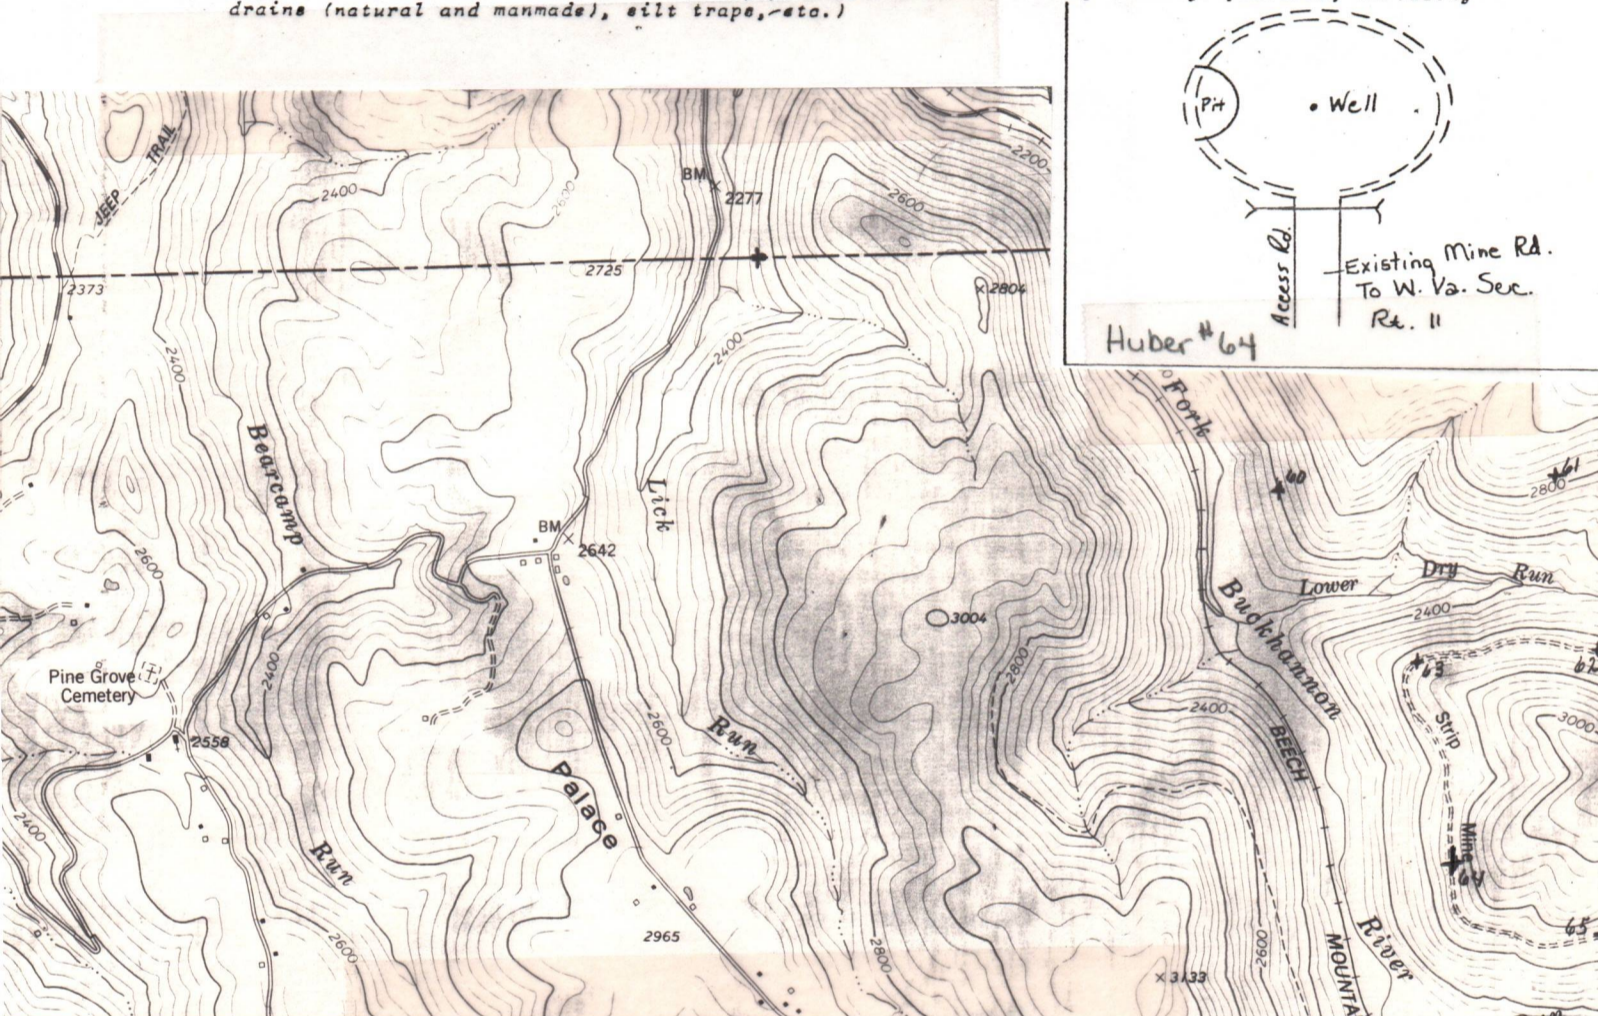 drains (natural and manmade), silt traps, etc.)
Pit
Well
Access Rd.
Existing Mine Rd.
To W. Va. Sec.
Rt. 11
Huber #64
JEEP TRAIL
2400
2600
BM
2277
2200
2600
2373
2725
2804
2400
2400
Fork
Bearcamp
Lick
60
61
2800
BM
2642
2600
Lower Dry Run
2400
Buckhannon
3004
2800
63
62
Pine Grove
Cemetery
2400
2558
2600
Run
2400
BEECH
Strip
3000
Palace
2400
Run
Mine
64
2600
2965
2800
3133
2600
MOUNTA
River
65